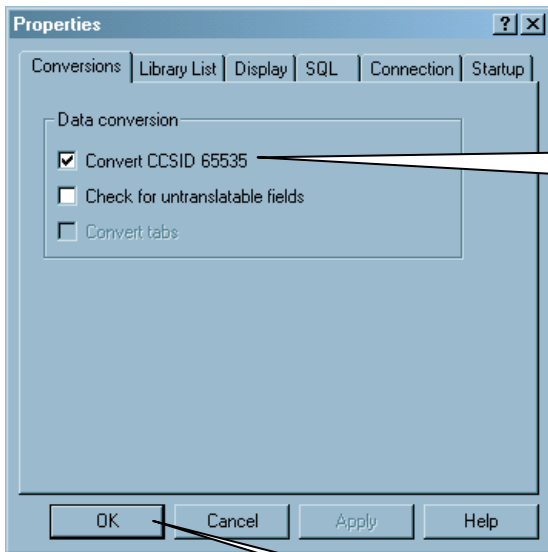 Properties
Conversions Library List Display SQL Connection Startup
Data conversion
Convert CCSID 65535
Check for untranslatable fields
Convert tabs
OK Cancel Apply Help